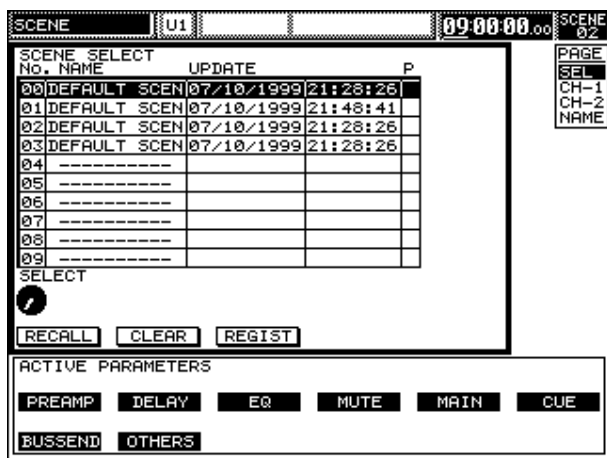 SCENE U1 09:00:00.00 SCENE 02
SCENE SELECT
No. NAME UPDATE P
00 DEFAULT SCEN 07/10/1999 21:28:26
01 DEFAULT SCEN 07/10/1999 21:48:41
02 DEFAULT SCEN 07/10/1999 21:28:26
03 DEFAULT SCEN 07/10/1999 21:28:26
04 ----------
05 ----------
06 ----------
07 ----------
08 ----------
09 ----------
SELECT
RECALL CLEAR REGIST
PAGE
SEL
CH-1
CH-2
NAME
ACTIVE PARAMETERS
PREAMP DELAY EQ MUTE MAIN CUE
BUSSEND OTHERS